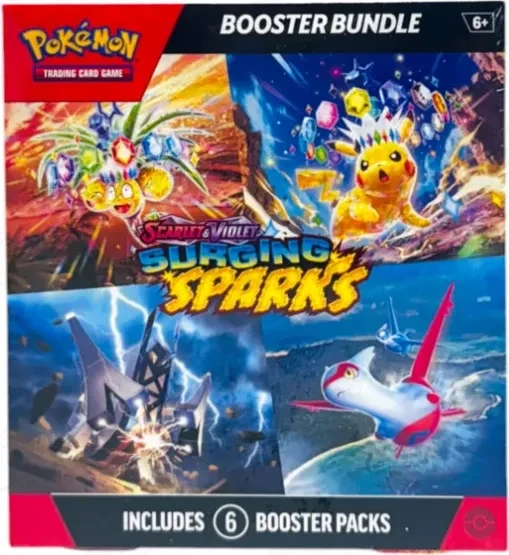 BOOSTER BUNDLE
6+
POKÉMON
TRADING CARD GAME
SCARLET & VIOLET
SURGING
SPARKS
INCLUDES 6 BOOSTER PACKS